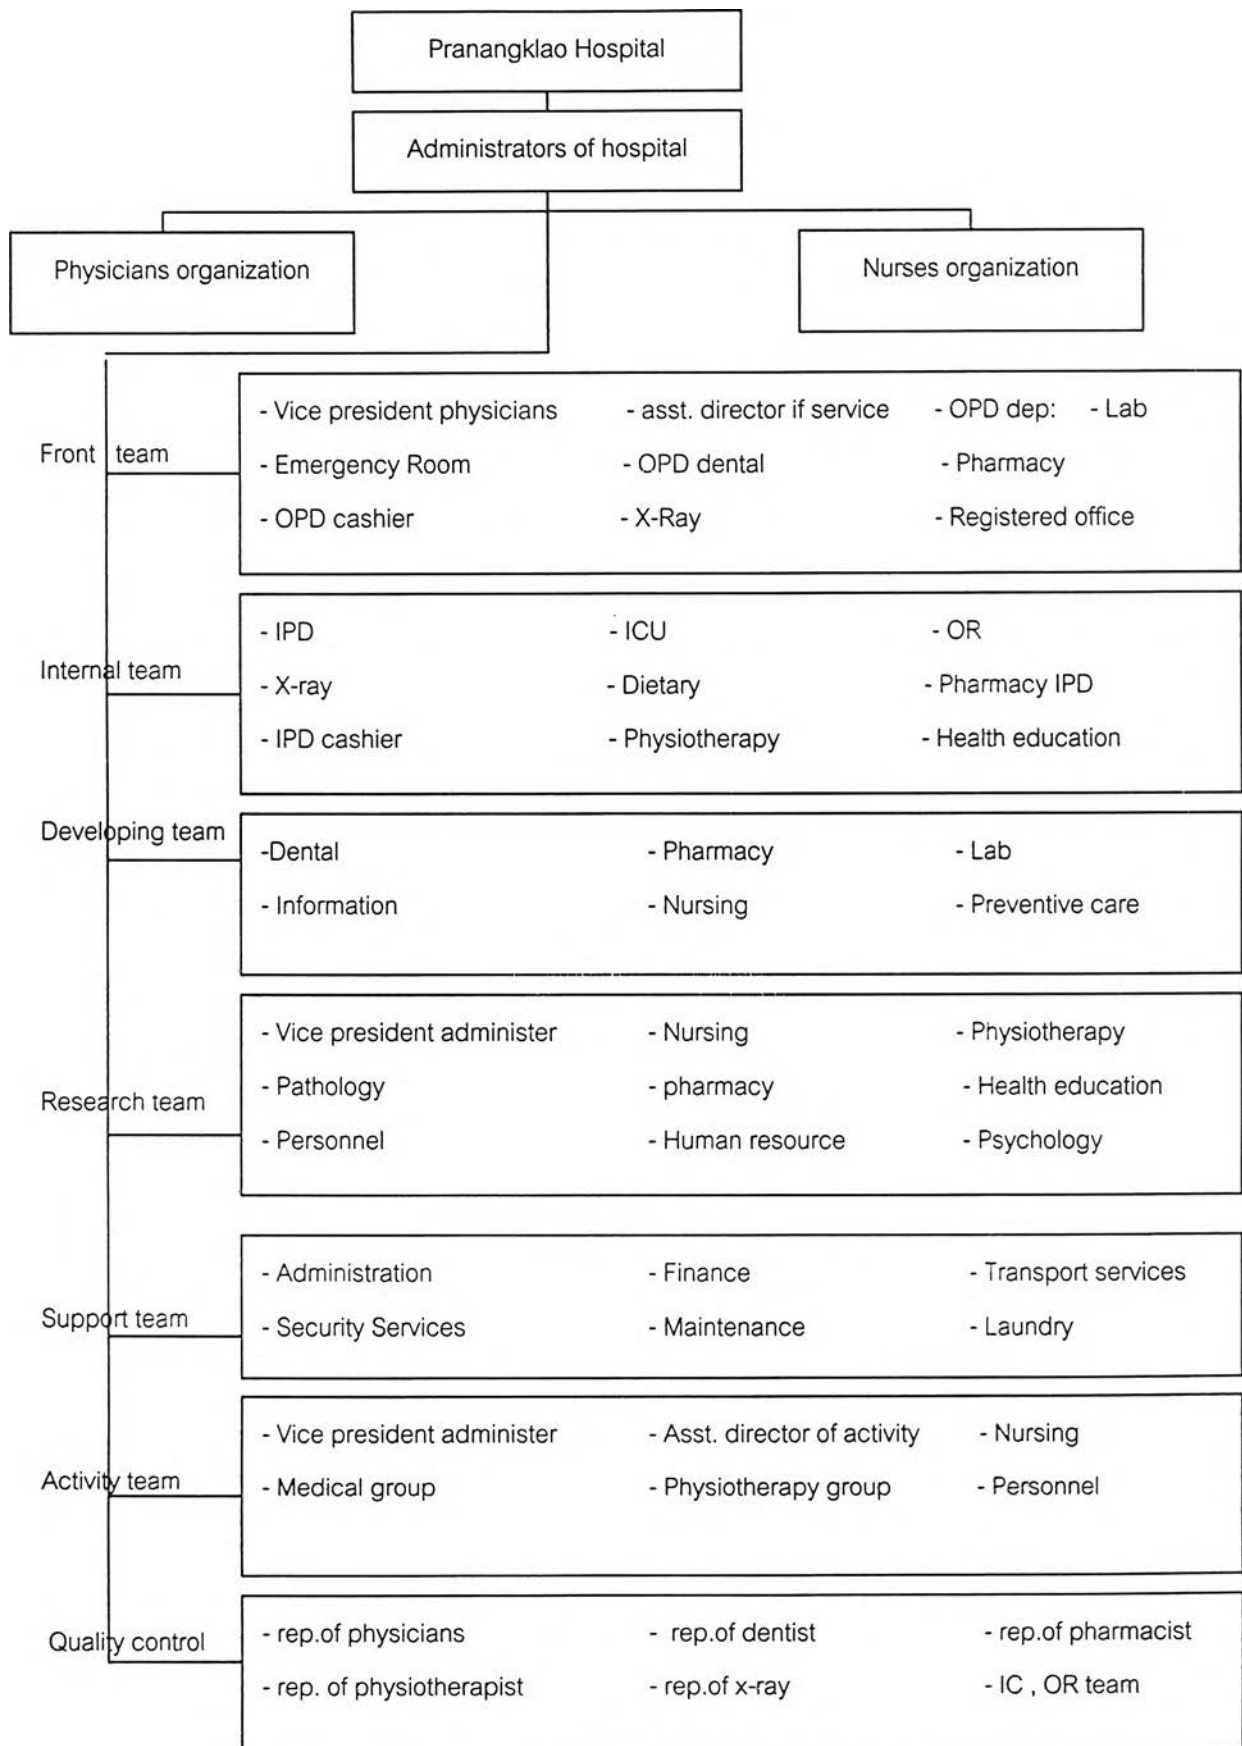 Pranangklao Hospital
Administrators of hospital
Physicians organization
Nurses organization
Front team
- Vice president physicians - asst. director if service - OPD dep: - Lab
- Emergency Room - OPD dental - Pharmacy
- OPD cashier - X-Ray - Registered office
Internal team
- IPD - ICU - OR
- X-ray - Dietary - Pharmacy IPD
- IPD cashier - Physiotherapy - Health education
Developing team
-Dental - Pharmacy - Lab
- Information - Nursing - Preventive care
Research team
- Vice president administer - Nursing - Physiotherapy
- Pathology - pharmacy - Health education
- Personnel - Human resource - Psychology
Support team
- Administration - Finance - Transport services
- Security Services - Maintenance - Laundry
Activity team
- Vice president administer - Asst. director of activity - Nursing
- Medical group - Physiotherapy group - Personnel
Quality control
- rep.of physicians - rep.of dentist - rep.of pharmacist
- rep. of physiotherapist - rep.of x-ray - IC , OR team